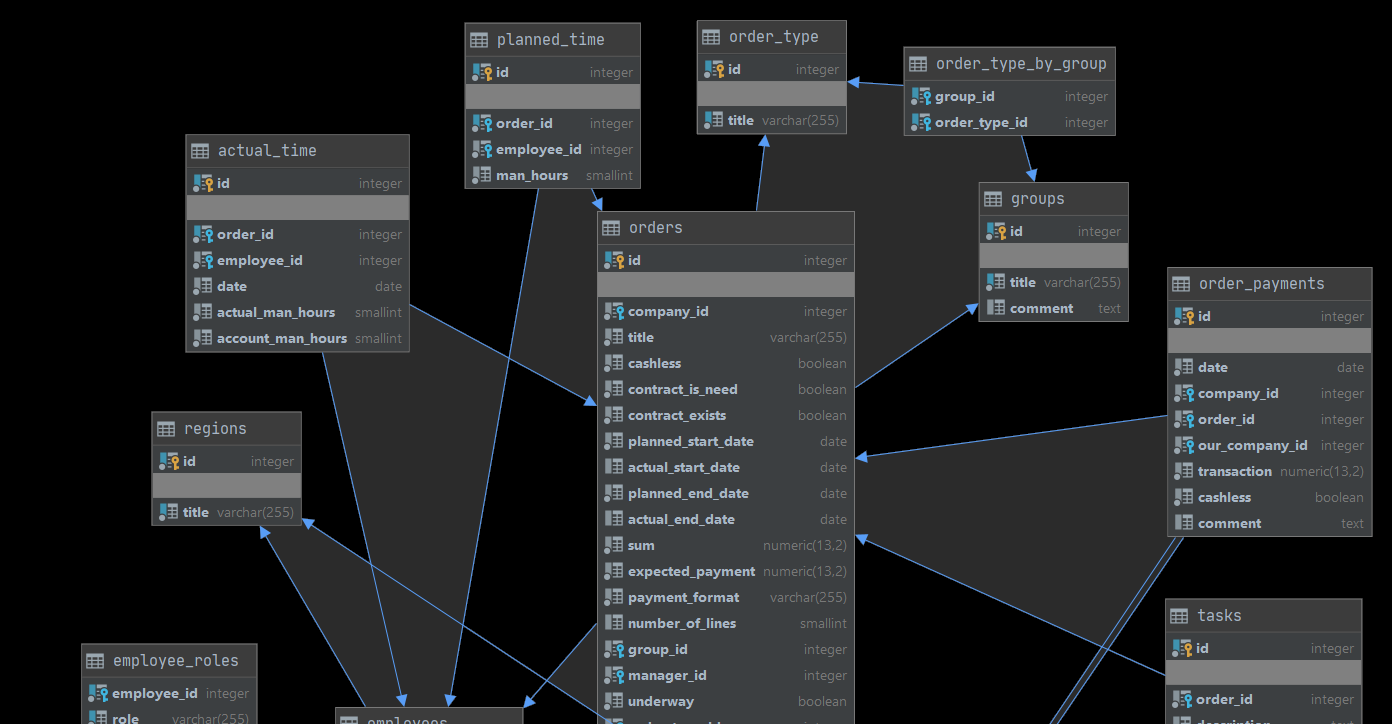 planned_time
id integer
order_id integer
employee_id integer
man_hours smallint
order_type
id integer
title varchar(255)
order_type_by_group
group_id integer
order_type_id integer
actual_time
id integer
order_id integer
employee_id integer
date date
actual_man_hours smallint
account_man_hours smallint
groups
id integer
title varchar(255)
comment text
orders
id integer
company_id integer
title varchar(255)
cashless boolean
contract_is_need boolean
contract_exists boolean
planned_start_date date
actual_start_date date
planned_end_date date
actual_end_date date
sum numeric(13,2)
expected_payment numeric(13,2)
payment_format varchar(255)
number_of_lines smallint
group_id integer
manager_id integer
underway boolean
order_payments
id integer
date date
company_id integer
order_id integer
our_company_id integer
transaction numeric(13,2)
cashless boolean
comment text
regions
id integer
title varchar(255)
employee_roles
employee_id integer
role varchar(255)
employees
tasks
id integer
order_id integer
description